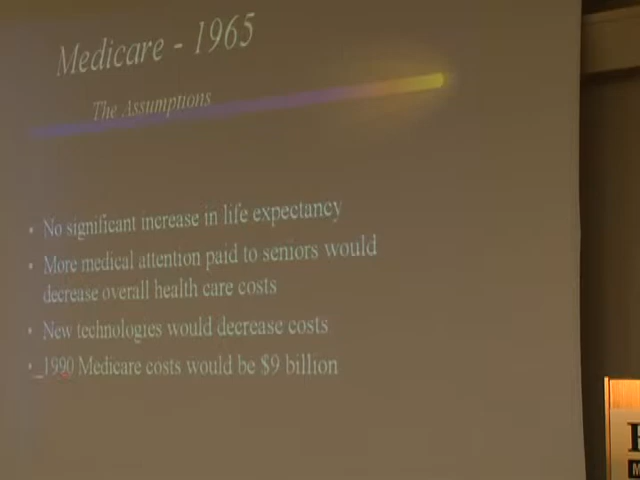 Medicare - 1965
The Assumptions
• No significant increase in life expectancy
• More medical attention paid to seniors would
decrease overall health care costs
• New technologies would decrease costs
• 1990 Medicare costs would be $9 billion